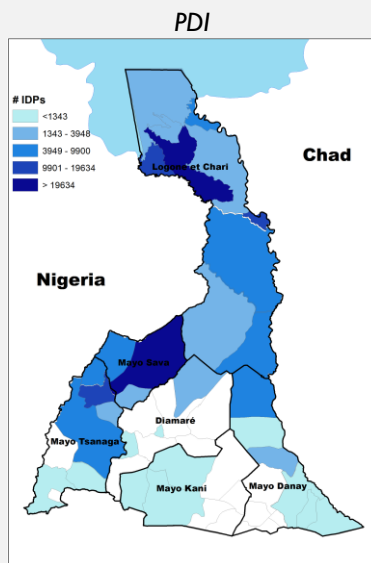 PDI
# IDPs
<1343
1343 - 3948
3949 - 9900
9901 - 19634
> 19634
Logone et Chari
Chad
Nigeria
Mayo Sava
Diamaré
Mayo Tsanaga
Mayo Kani
Mayo Danay